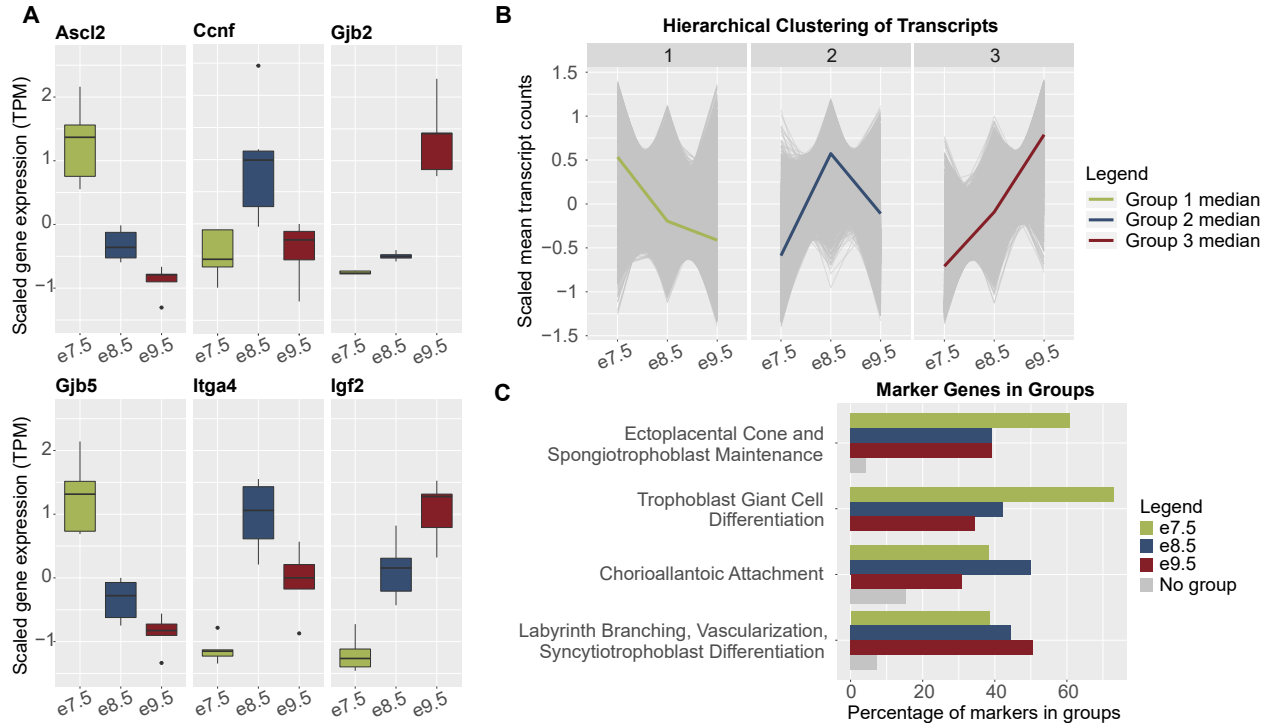 A
Ascl2
Ccnf
Gjb2
Scaled gene expression (TPM)
2
1
0
−1
e7.5
e8.5
e9.5
e7.5
e8.5
e9.5
e7.5
e8.5
e9.5
Gjb5
Itga4
Igf2
Scaled gene expression (TPM)
2
1
0
−1
e7.5
e8.5
e9.5
e7.5
e8.5
e9.5
e7.5
e8.5
e9.5
B
Hierarchical Clustering of Transcripts
1
2
3
Scaled mean transcript counts
1.5
1
0.5
0
−0.5
−1
−1.5
e7.5
e8.5
e9.5
e7.5
e8.5
e9.5
e7.5
e8.5
e9.5
Legend
Group 1 median
Group 2 median
Group 3 median
C
Marker Genes in Groups
Ectoplacental Cone and
Spongiotrophoblast Maintenance
Trophoblast Giant Cell
Differentiation
Chorioallantoic Attachment
Labyrinth Branching, Vascularization,
Syncytiotrophoblast Differentiation
0
20
40
60
Percentage of markers in groups
Legend
e7.5
e8.5
e9.5
No group